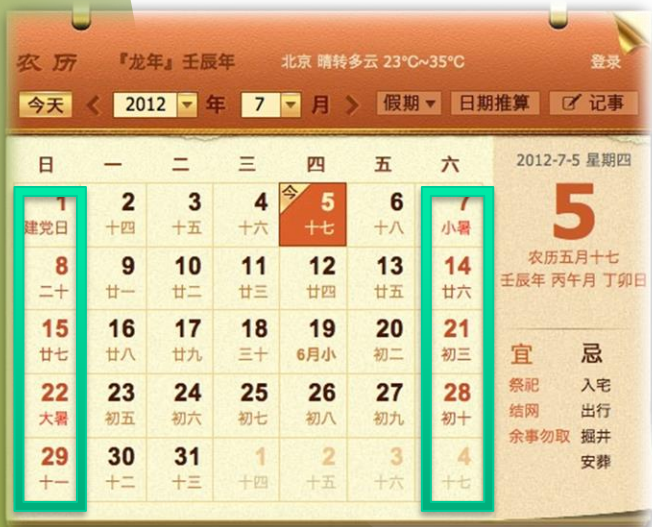 农历 『龙年』壬辰年 北京 晴转多云 23°C~35°C 登录
今天 2012 年 7 月 假期 日期推算 记事
日 一 二 三 四 五 六
1 2 3 4 今 5 6 7
建党日 十四 十五 十六 十七 十八 小暑
8 9 10 11 12 13 14
二十 廿一 廿二 廿三 廿四 廿五 廿六
15 16 17 18 19 20 21
廿七 廿八 廿九 三十 6月小 初二 初三
22 23 24 25 26 27 28
大暑 初五 初六 初七 初八 初九 初十
29 30 31 1 2 3 4
十一 十二 十三 十四 十五 十六 十七
2012-7-5 星期四
5
农历五月十七
壬辰年 丙午月 丁卯日
宜 忌
祭祀 入宅
结网 出行
余事勿取 掘井
安葬